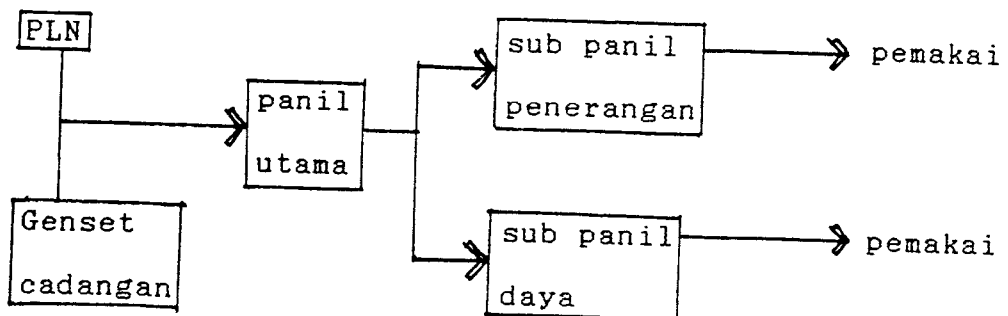 PLN
sub panil
penerangan
pemakai
panil
utama
Genset
cadangan
sub panil
daya
pemakai